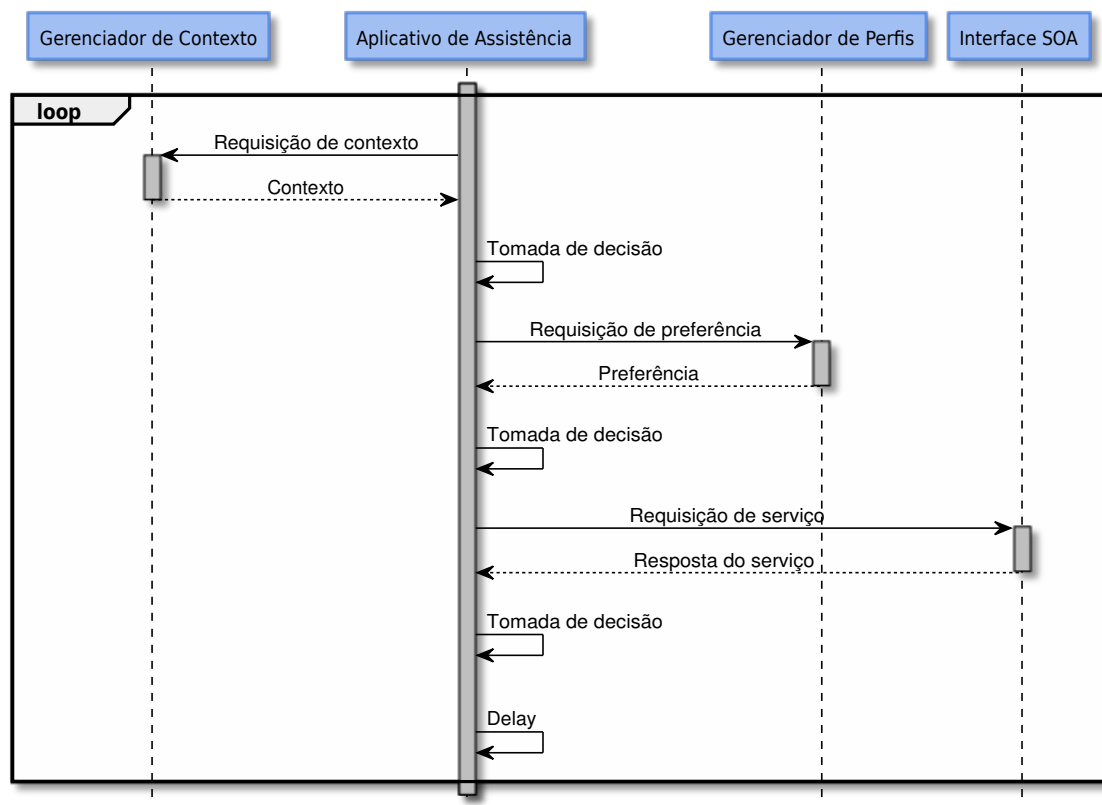 Gerenciador de Contexto
Aplicativo de Assistência
Gerenciador de Perfis
Interface SOA
loop
Requisição de contexto
Contexto
Tomada de decisão
Requisição de preferência
Preferência
Tomada de decisão
Requisição de serviço
Resposta do serviço
Tomada de decisão
Delay